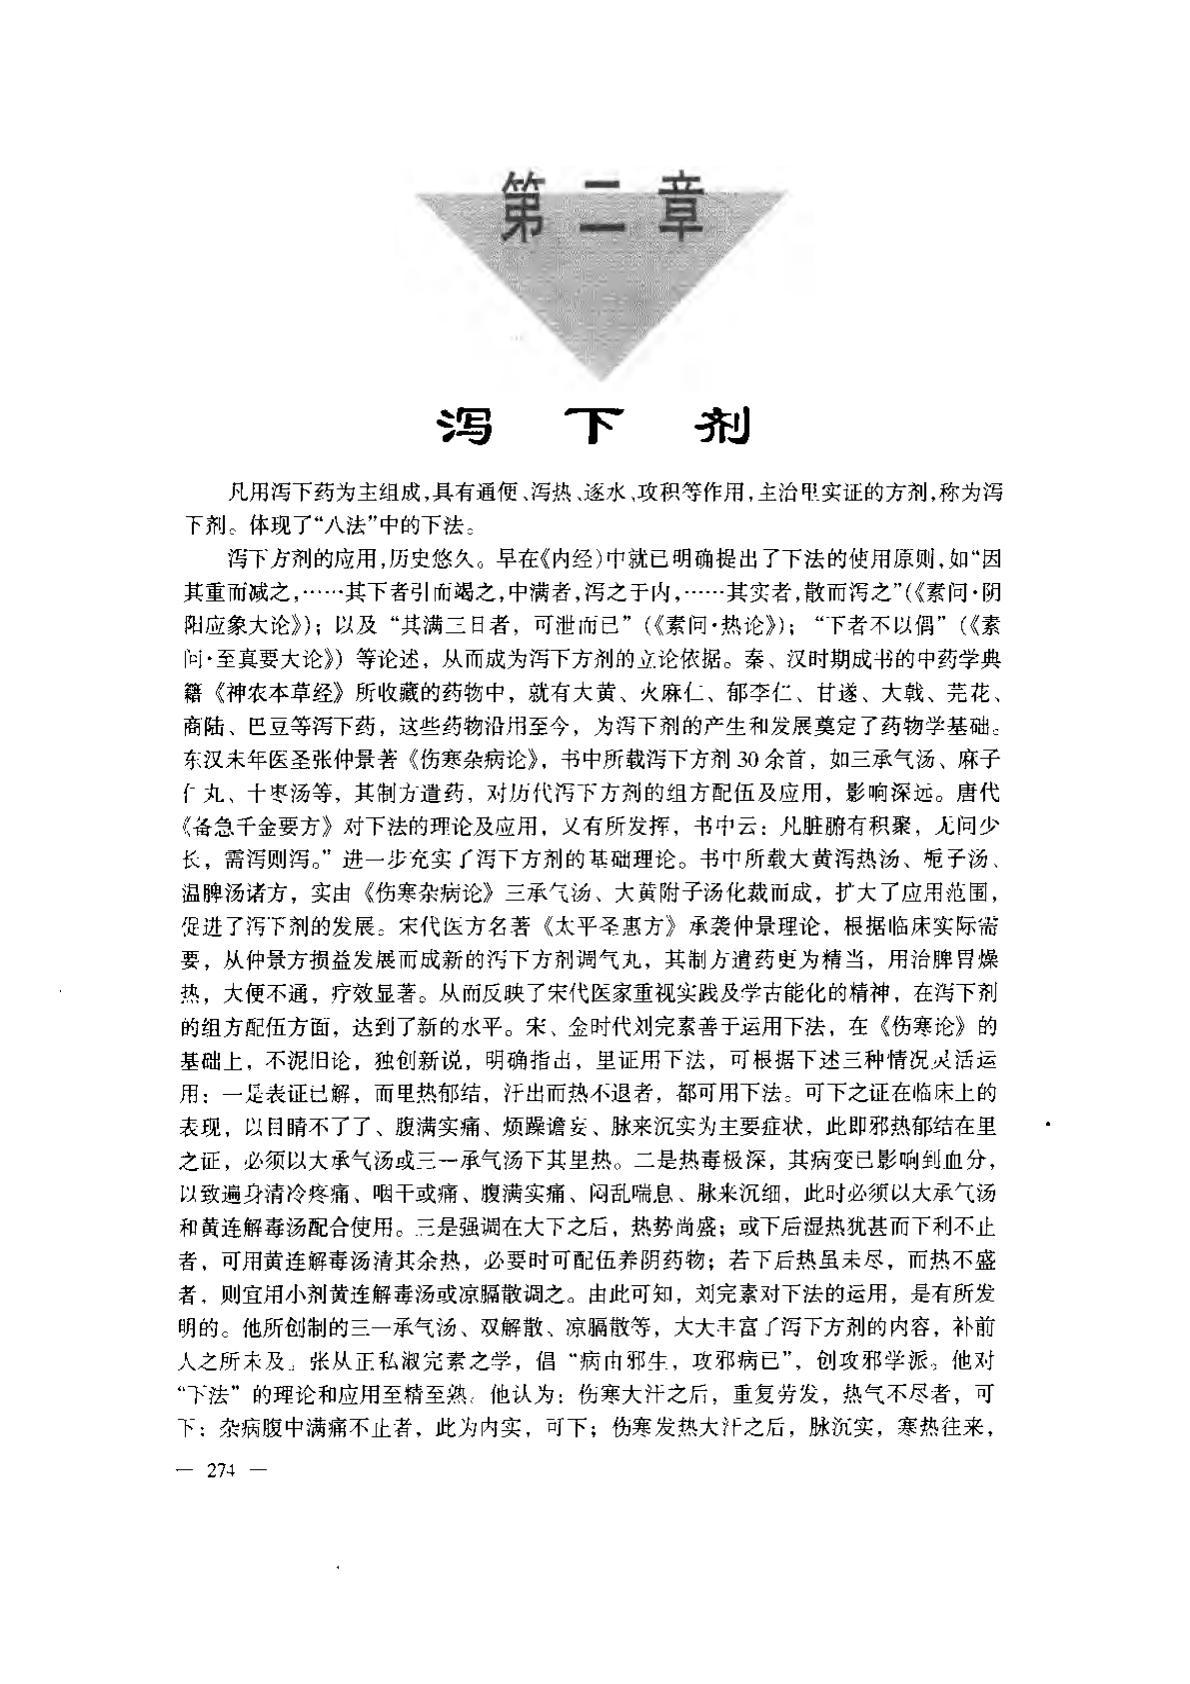 第二章
泻下剂
凡用泻下药为主组成,具有通便、泻热、逐水、攻积等作用,主治里实证的方剂,称为泻
下剂。体现了“八法”中的下法。
泻下方剂的应用,历史悠久。早在《内经》中就已明确提出了下法的使用原则,如“因
其重而减之,……其下者引而竭之,中满者,泻之于内,……其实者,散而泻之”(《素问·阴
阳应象大论》);以及“其满三日者，可泄而已”(《素问·热论》);“下者不以偶”(《素
问·至真要大论》）等论述，从而成为泻下方剂的立论依据。秦、汉时期成书的中药学典
籍《神农本草经》所收藏的药物中，就有大黄、火麻仁、郁李仁、甘遂、大戟、芫花、
商陆、巴豆等泻下药，这些药物沿用至今，为泻下剂的产生和发展奠定了药物学基础。
东汉末年医圣张仲景著《伤寒杂病论》，书中所载泻下方剂 30 余首，如三承气汤、麻子
仁丸、十枣汤等，其制方遣药，对历代泻下方剂的组方配伍及应用，影响深远。唐代
《备急千金要方》对下法的理论及应用，又有所发挥，书中云：凡脏腑有积聚，无问少
长，需泻则泻。”进一步充实了泻下方剂的基础理论。书中所载大黄泻热汤、栀子汤、
温脾汤诸方，实由《伤寒杂病论》三承气汤、大黄附子汤化裁而成，扩大了应用范围，
促进了泻下剂的发展。宋代医方名著《太平圣惠方》承袭仲景理论，根据临床实际需
要，从仲景方损益发展而成新的泻下方剂调气丸，其制方遣药更为精当，用治脾胃燥
热，大便不通，疗效显著。从而反映了宋代医家重视实践及学古能化的精神，在泻下剂
的组方配伍方面，达到了新的水平。宋、金时代刘完素善于运用下法，在《伤寒论》的
基础上，不泥旧论，独创新说，明确指出，里证用下法，可根据下述三种情况灵活运
用：一是表证已解，而里热郁结，汗出而热不退者，都可用下法。可下之证在临床上的
表现，以目睛不了了、腹满实痛、烦躁谵妄、脉来沉实为主要症状，此即邪热郁结在里
之证，必须以大承气汤或三一承气汤下其里热。二是热毒极深，其病变已影响到血分，
以致遍身清冷疼痛、咽干或痛、腹满实痛、闷乱喘息、脉来沉细，此时必须以大承气汤
和黄连解毒汤配合使用。三是强调在大下之后，热势尚盛；或下后湿热犹甚而下利不止
者，可用黄连解毒汤清其余热，必要时可配伍养阴药物；若下后热虽未尽，而热不盛
者，则宜用小剂黄连解毒汤或凉膈散调之。由此可知，刘完素对下法的运用，是有所发
明的。他所创制的三一承气汤、双解散、凉膈散等，大大丰富了泻下方剂的内容，补前
人之所未及。张从正私淑完素之学，倡“病由邪生，攻邪病已”，创攻邪学派。他对
“下法”的理论和应用至精至熟。他认为：伤寒大汗之后，重复劳发，热气不尽者，可
下；杂病腹中满痛不止者，此为内实，可下；伤寒发热大汗之后，脉沉实，寒热往来，
— 274 —